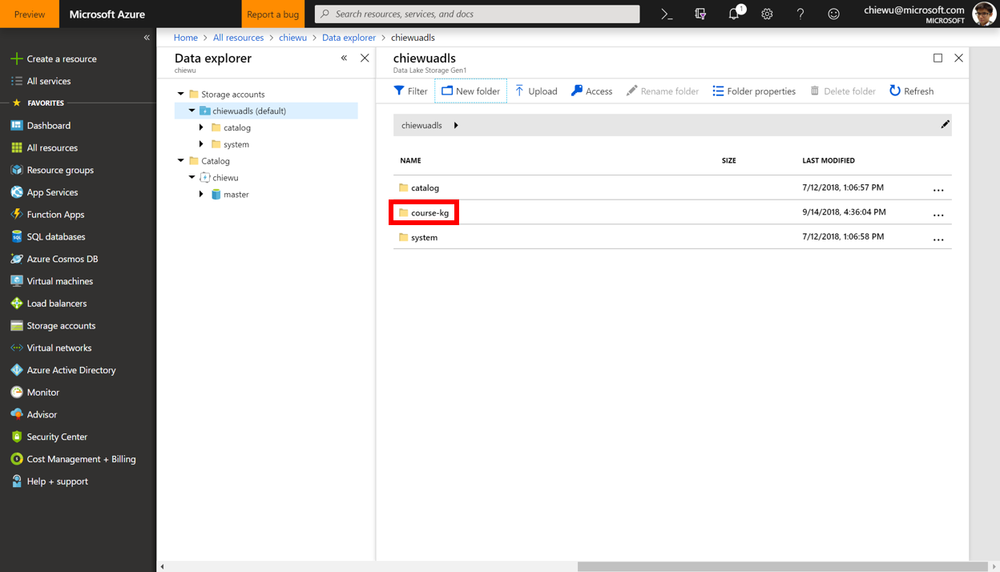 Preview
Microsoft Azure
Report a bug
Search resources, services, and docs
1
chiewu@microsoft.com
MICROSOFT
Create a resource
All services
FAVORITES
Dashboard
All resources
Resource groups
App Services
Function Apps
SQL databases
Azure Cosmos DB
Virtual machines
Load balancers
Storage accounts
Virtual networks
Azure Active Directory
Monitor
Advisor
Security Center
Cost Management + Billing
Help + support
Home > All resources > chiewu > Data explorer > chiewuadls
Data explorer
chiewu
Storage accounts
chiewuadls (default)
catalog
system
Catalog
chiewu
master
chiewuadls
Data Lake Storage Gen1
Filter New folder Upload Access Rename folder Folder properties Delete folder Refresh
chiewuadls
NAME SIZE LAST MODIFIED
catalog 7/12/2018, 1:06:57 PM ...
course-kg 9/14/2018, 4:36:04 PM ...
system 7/12/2018, 1:06:58 PM ...